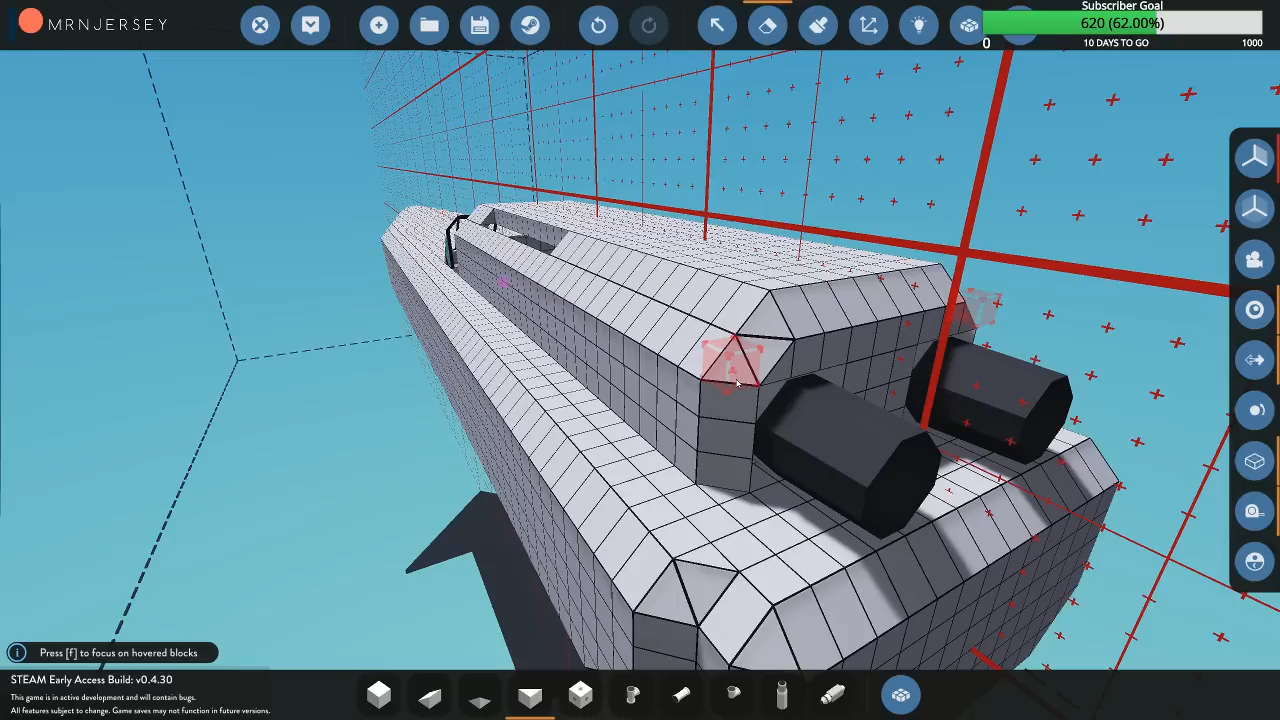 MRNJERSEY
Subscriber Goal
620 (62.00%)
0
10 DAYS TO GO
1000
Press [f] to focus on hovered blocks
STEAM Early Access Build: v0.4.30
This game is in active development and will contain bugs.
All features subject to change. Game saves may not function in future versions.